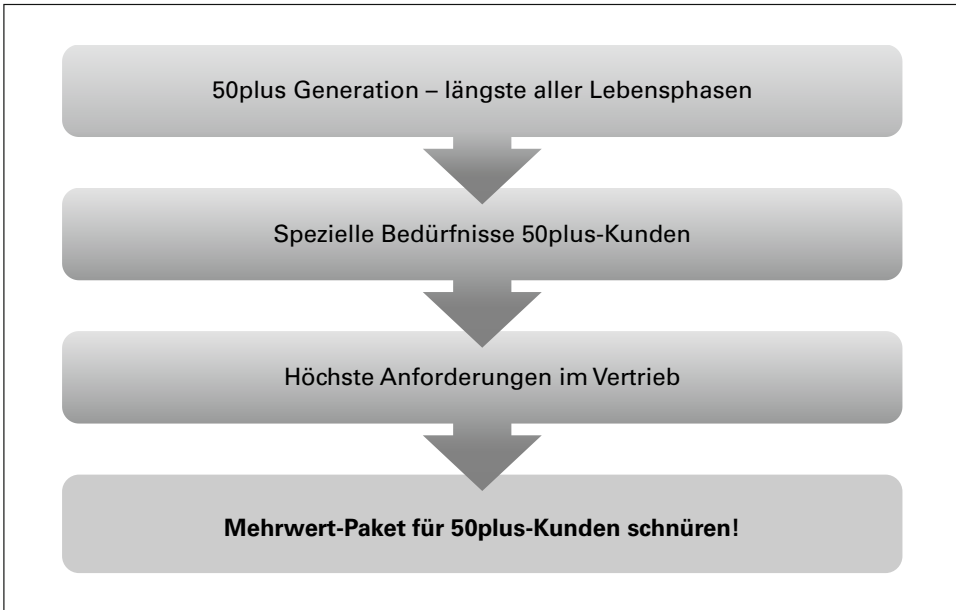 50plus Generation – längste aller Lebensphasen
Spezielle Bedürfnisse 50plus-Kunden
Höchste Anforderungen im Vertrieb
Mehrwert-Paket für 50plus-Kunden schnüren!